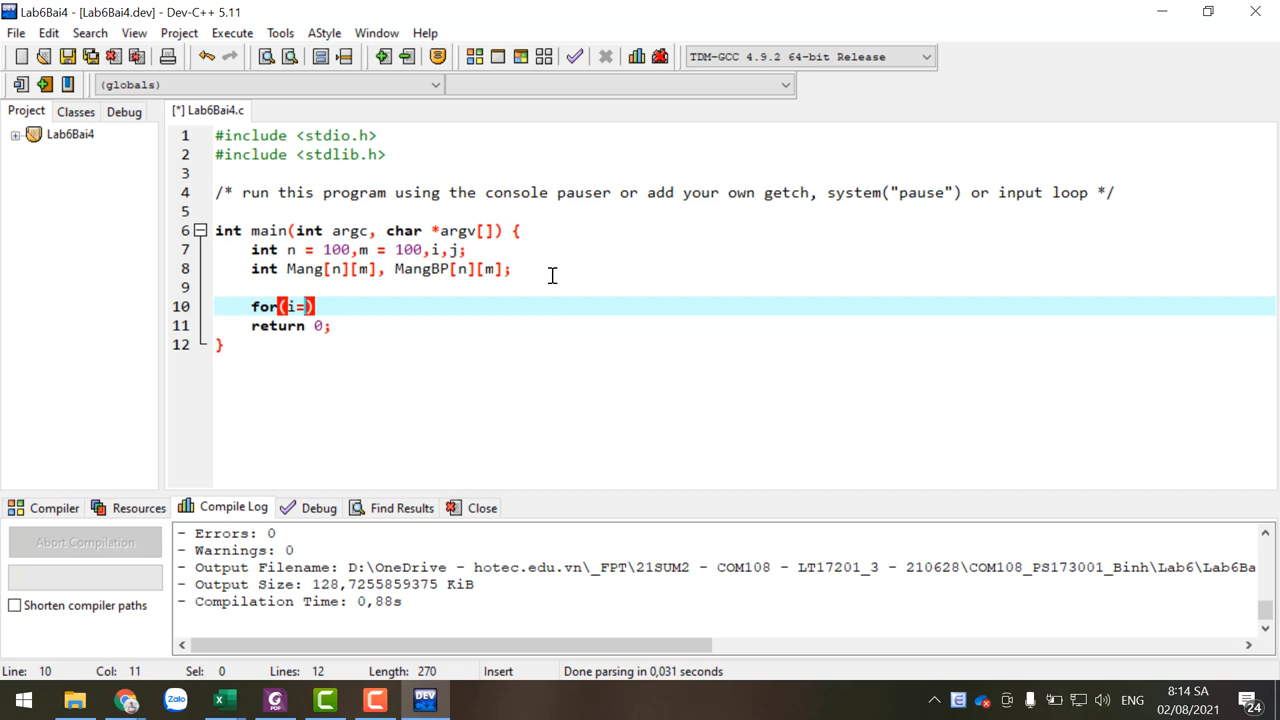 Lab6Bai4 - [Lab6Bai4.dev] - Dev-C++ 5.11
File Edit Search View Project Execute Tools AStyle Window Help
TDM-GCC 4.9.2 64-bit Release
(globals)
Project Classes Debug [*] Lab6Bai4.c
Lab6Bai4
1 #include <stdio.h>
2 #include <stdlib.h>
3
4 /* run this program using the console pauser or add your own getch, system("pause") or input loop */
5
6 int main(int argc, char *argv[]) {
7 int n = 100,m = 100,i,j;
8 int Mang[n][m], MangBP[n][m];
9
10 for(i=)
11 return 0;
12 }
Compiler Resources Compile Log Debug Find Results Close
Abort Compilation
Shorten compiler paths
- Errors: 0
- Warnings: 0
- Output Filename: D:\OneDrive - hotec.edu.vn\_FPT\21SUM2 - COM108 - LT17201_3 - 210628\COM108_PS173001_Binh\Lab6\Lab6Ba
- Output Size: 128,7255859375 KiB
- Compilation Time: 0,88s
Line: 10 Col: 11 Sel: 0 Lines: 12 Length: 270 Insert Done parsing in 0,031 seconds
DEV
Zalo
PDF
DEV
ENG
8:14 SA
02/08/2021
24